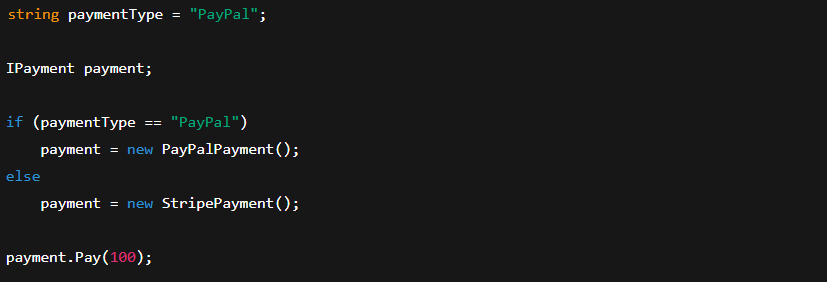 string paymentType = "PayPal";
IPayment payment;
if (paymentType == "PayPal")
    payment = new PayPalPayment();
else
    payment = new StripePayment();
payment.Pay(100);